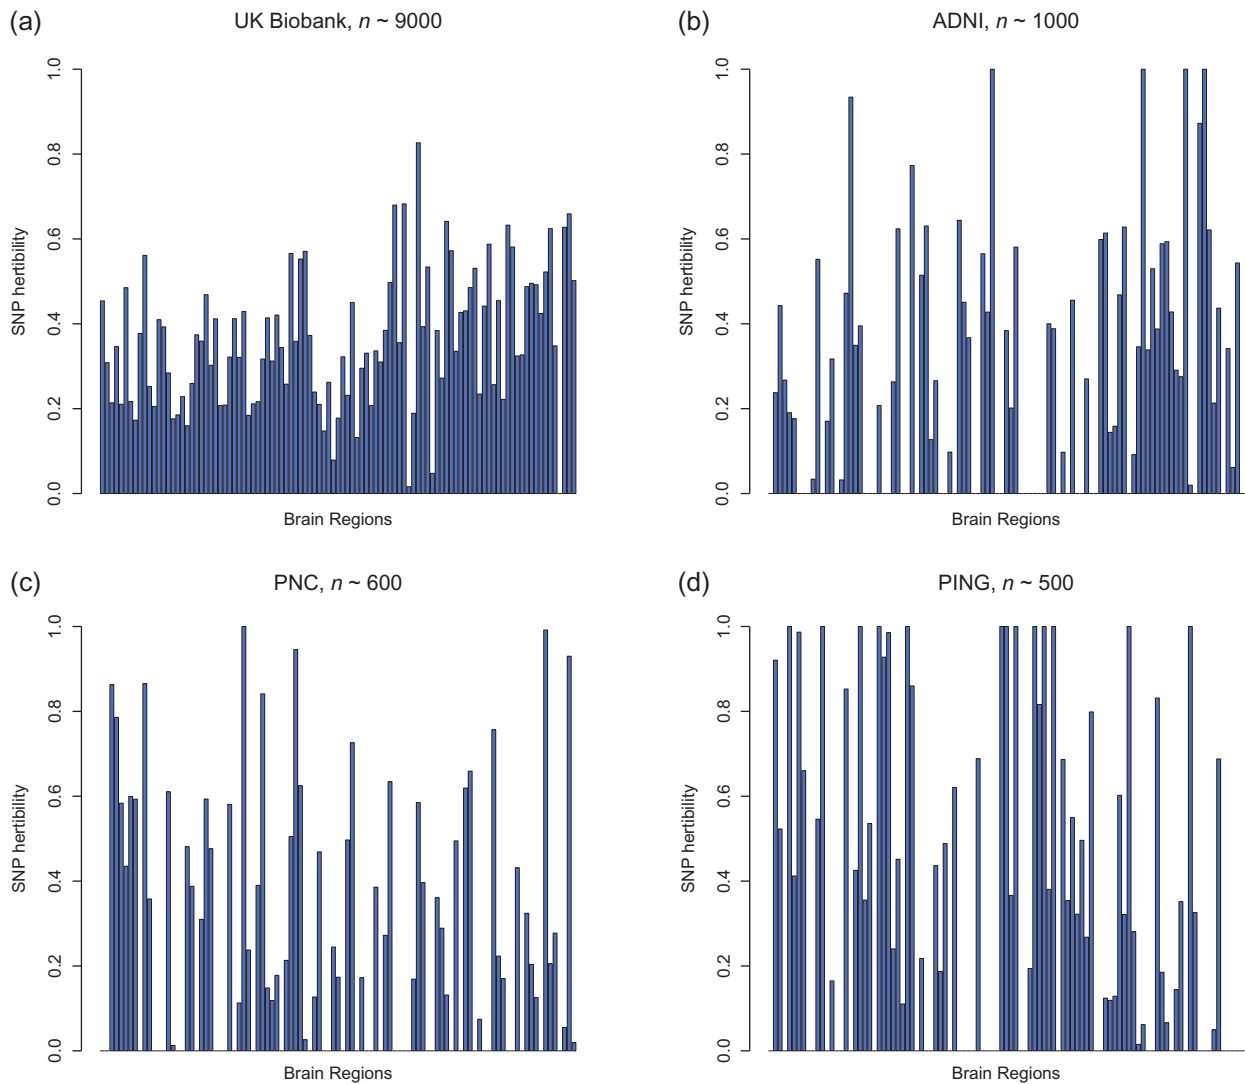 (a)
UK Biobank, n ~ 9000
SNP hertibility
1.0
0.8
0.6
0.4
0.2
0.0
Brain Regions
(b)
ADNI, n ~ 1000
SNP hertibility
1.0
0.8
0.6
0.4
0.2
0.0
Brain Regions
(c)
PNC, n ~ 600
SNP hertibility
1.0
0.8
0.6
0.4
0.2
0.0
Brain Regions
(d)
PING, n ~ 500
SNP hertibility
1.0
0.8
0.6
0.4
0.2
0.0
Brain Regions